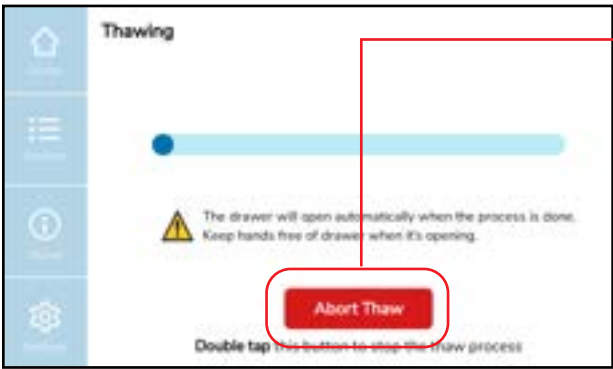 Thawing
The drawer will open automatically when the process is done.
Keep hands free of drawer when it's opening.
Abort Thaw
Double tap this button to stop the thaw process